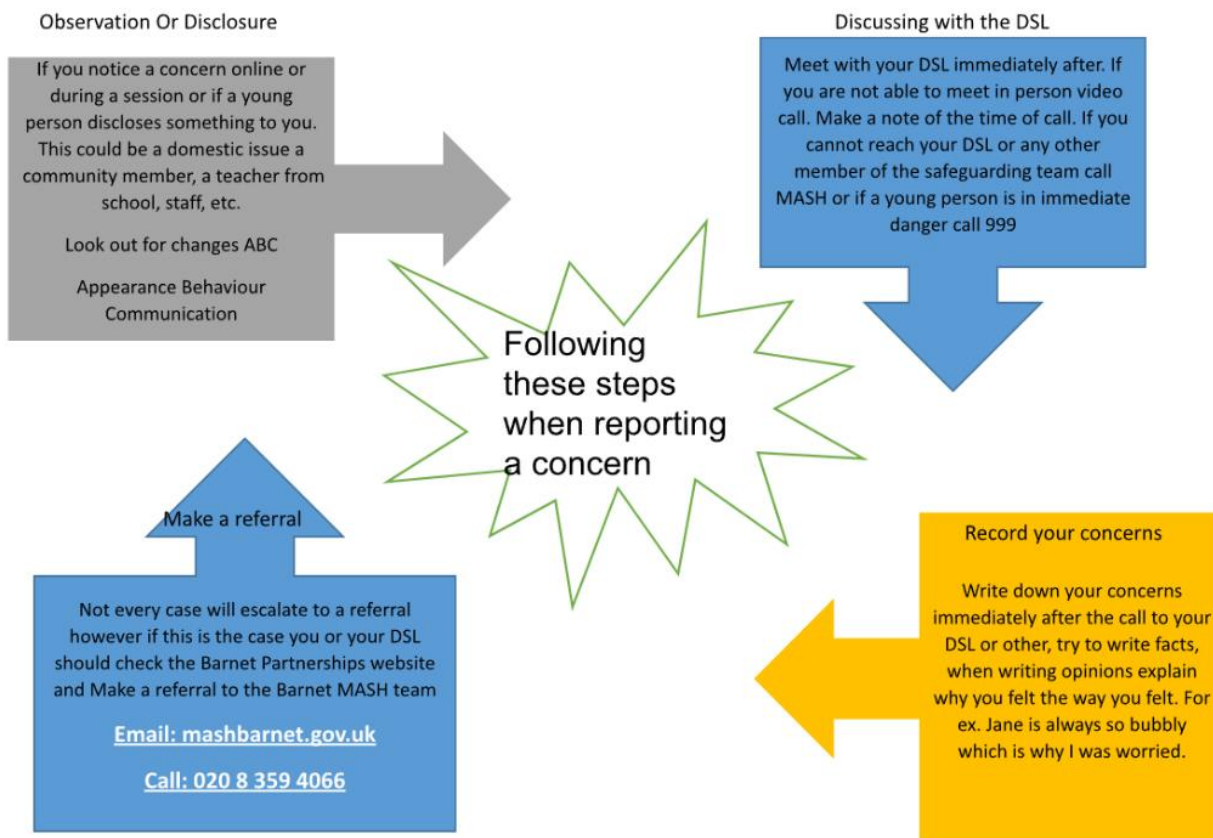 Observation Or Disclosure
If you notice a concern online or
during a session or if a young
person discloses something to you.
This could be a domestic issue a
community member, a teacher from
school, staff, etc.
Look out for changes ABC
Appearance Behaviour
Communication
Discussing with the DSL
Meet with your DSL immediately after. If
you are not able to meet in person video
call. Make a note of the time of call. If you
cannot reach your DSL or any other
member of the safeguarding team call
MASH or if a young person is in immediate
danger call 999
Following
these steps
when reporting
a concern
Record your concerns
Write down your concerns
immediately after the call to your
DSL or other, try to write facts,
when writing opinions explain
why you felt the way you felt. For
ex. Jane is always so bubbly
which is why I was worried.
Make a referral
Not every case will escalate to a referral
however if this is the case you or your DSL
should check the Barnet Partnerships website
and Make a referral to the Barnet MASH team
Email: mashbarnet.gov.uk
Call: 020 8 359 4066